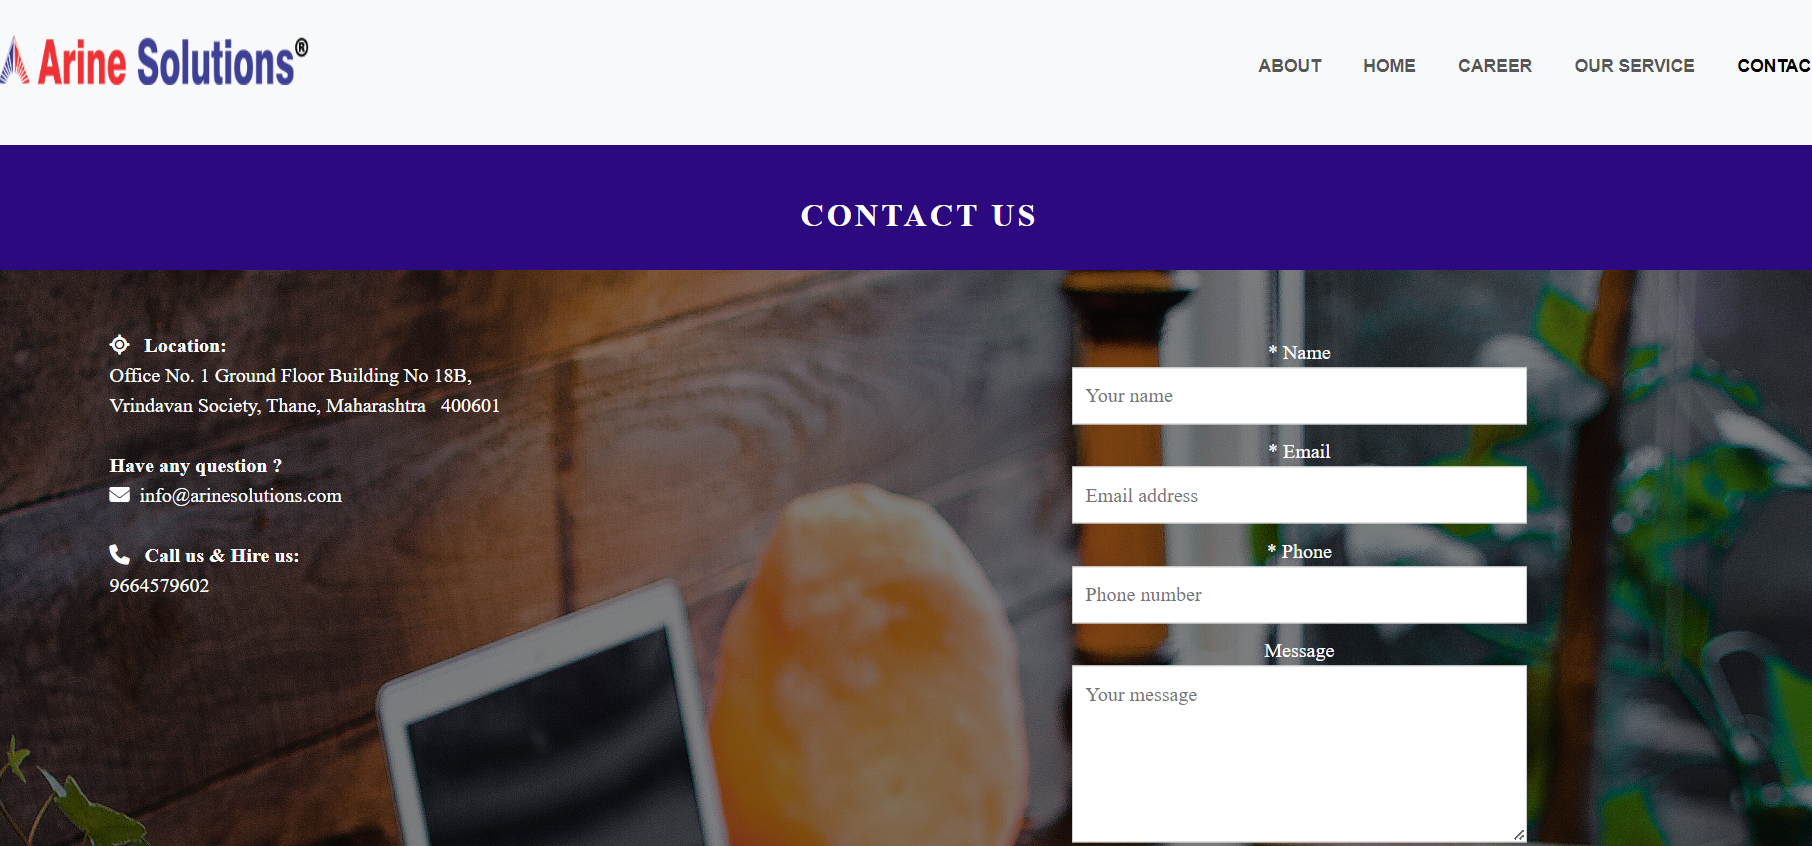 Arine Solutions®
ABOUT HOME CAREER OUR SERVICE CONTAC
CONTACT US
Location:
Office No. 1 Ground Floor Building No 18B,
Vrindavan Society, Thane, Maharashtra 400601
Have any question ?
info@arinesolutions.com
Call us & Hire us:
9664579602
* Name
Your name
* Email
Email address
* Phone
Phone number
Message
Your message